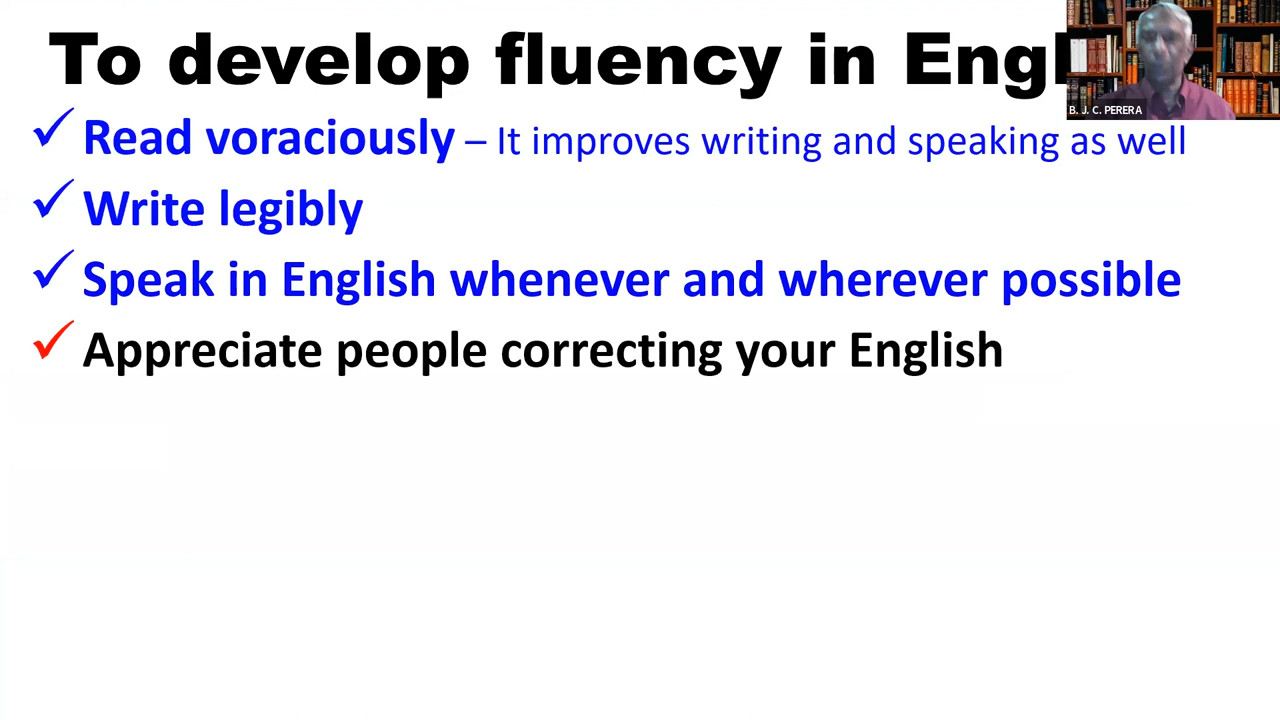 To develop fluency in Engl
B. J. C. PERERA
✓ Read voraciously – It improves writing and speaking as well
✓ Write legibly
✓ Speak in English whenever and wherever possible
✓ Appreciate people correcting your English